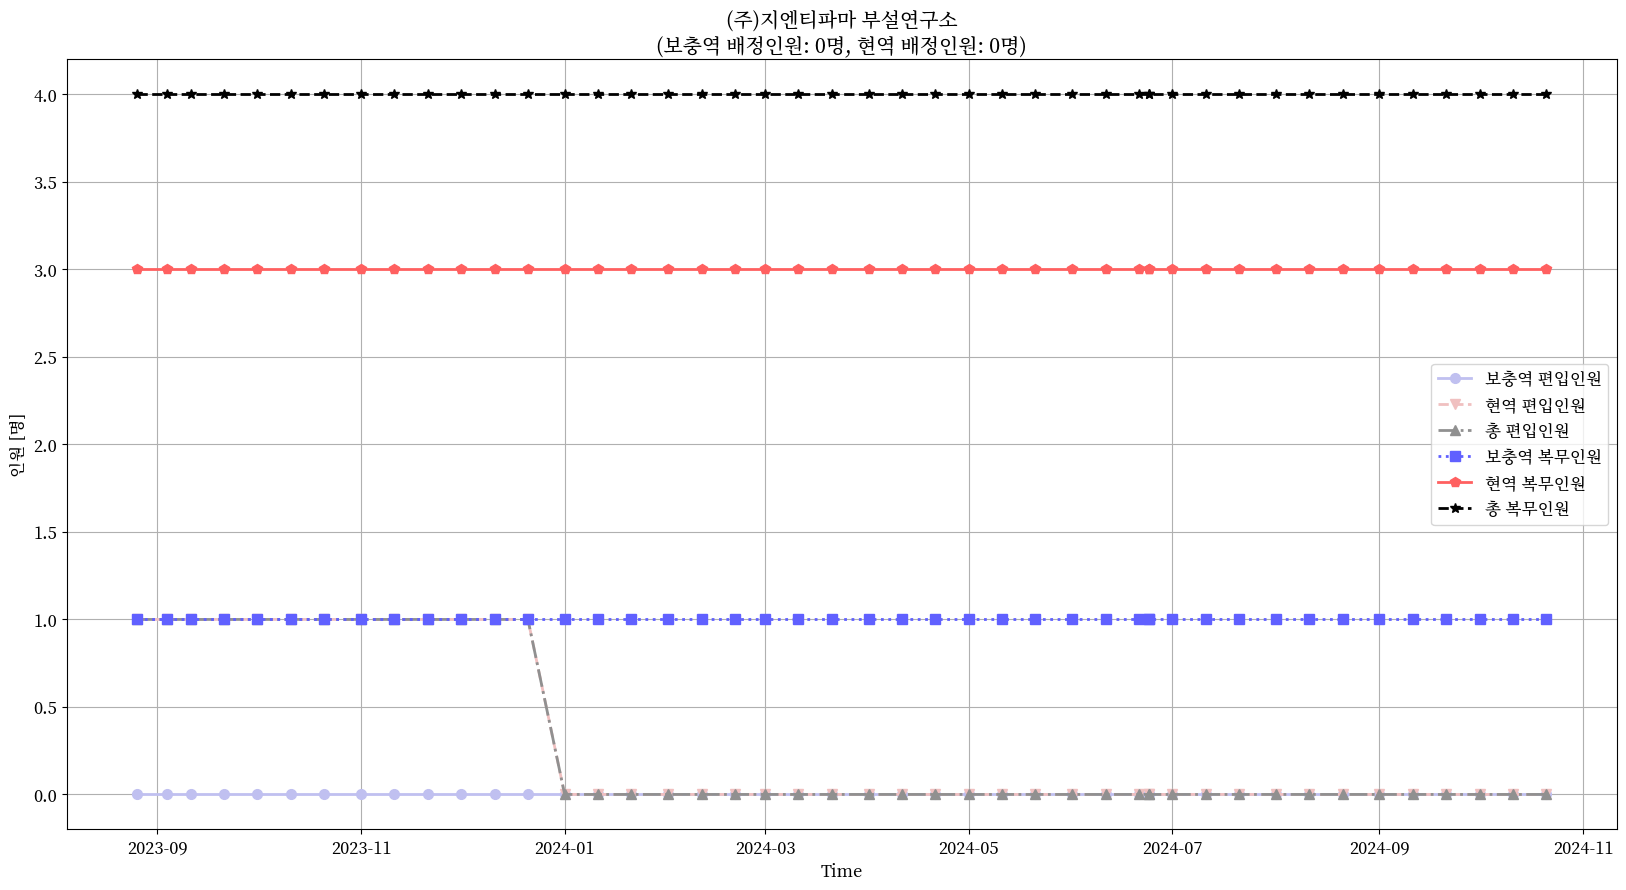 (주)지엔티파마 부설연구소
(보충역 배정인원: 0명, 현역 배정인원: 0명)
4.0
3.5
3.0
2.5
2.0
1.5
1.0
0.5
0.0
인원 [명]
보충역 편입인원
현역 편입인원
총 편입인원
보충역 복무인원
현역 복무인원
총 복무인원
2023-09 2023-11 2024-01 2024-03 2024-05 2024-07 2024-09 2024-11
Time